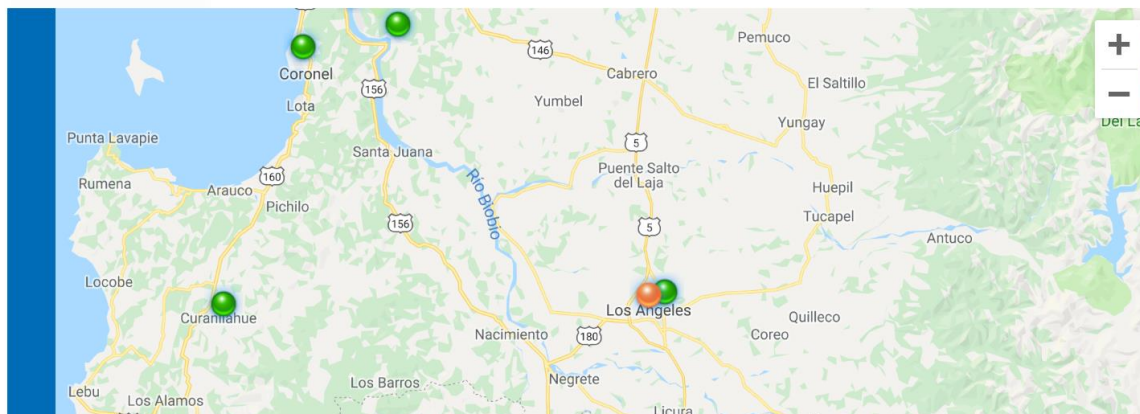 Pemuco
146
Coronel
Cabrero
El Saltillo
156
Yumbel
Lota
Yungay
Del La
Punta Lavapie
5
Santa Juana
Puente Salto
del Laja
Rumena
160
Arauco
Huepil
Pichilo
Rio Biobio
Tucapel
156
5
Antuco
Locobe
Los Angeles
Curanilahue
Quilleco
Nacimiento
180
Coreo
Negrete
Los Barros
Lebu
Los Alamos
Licura